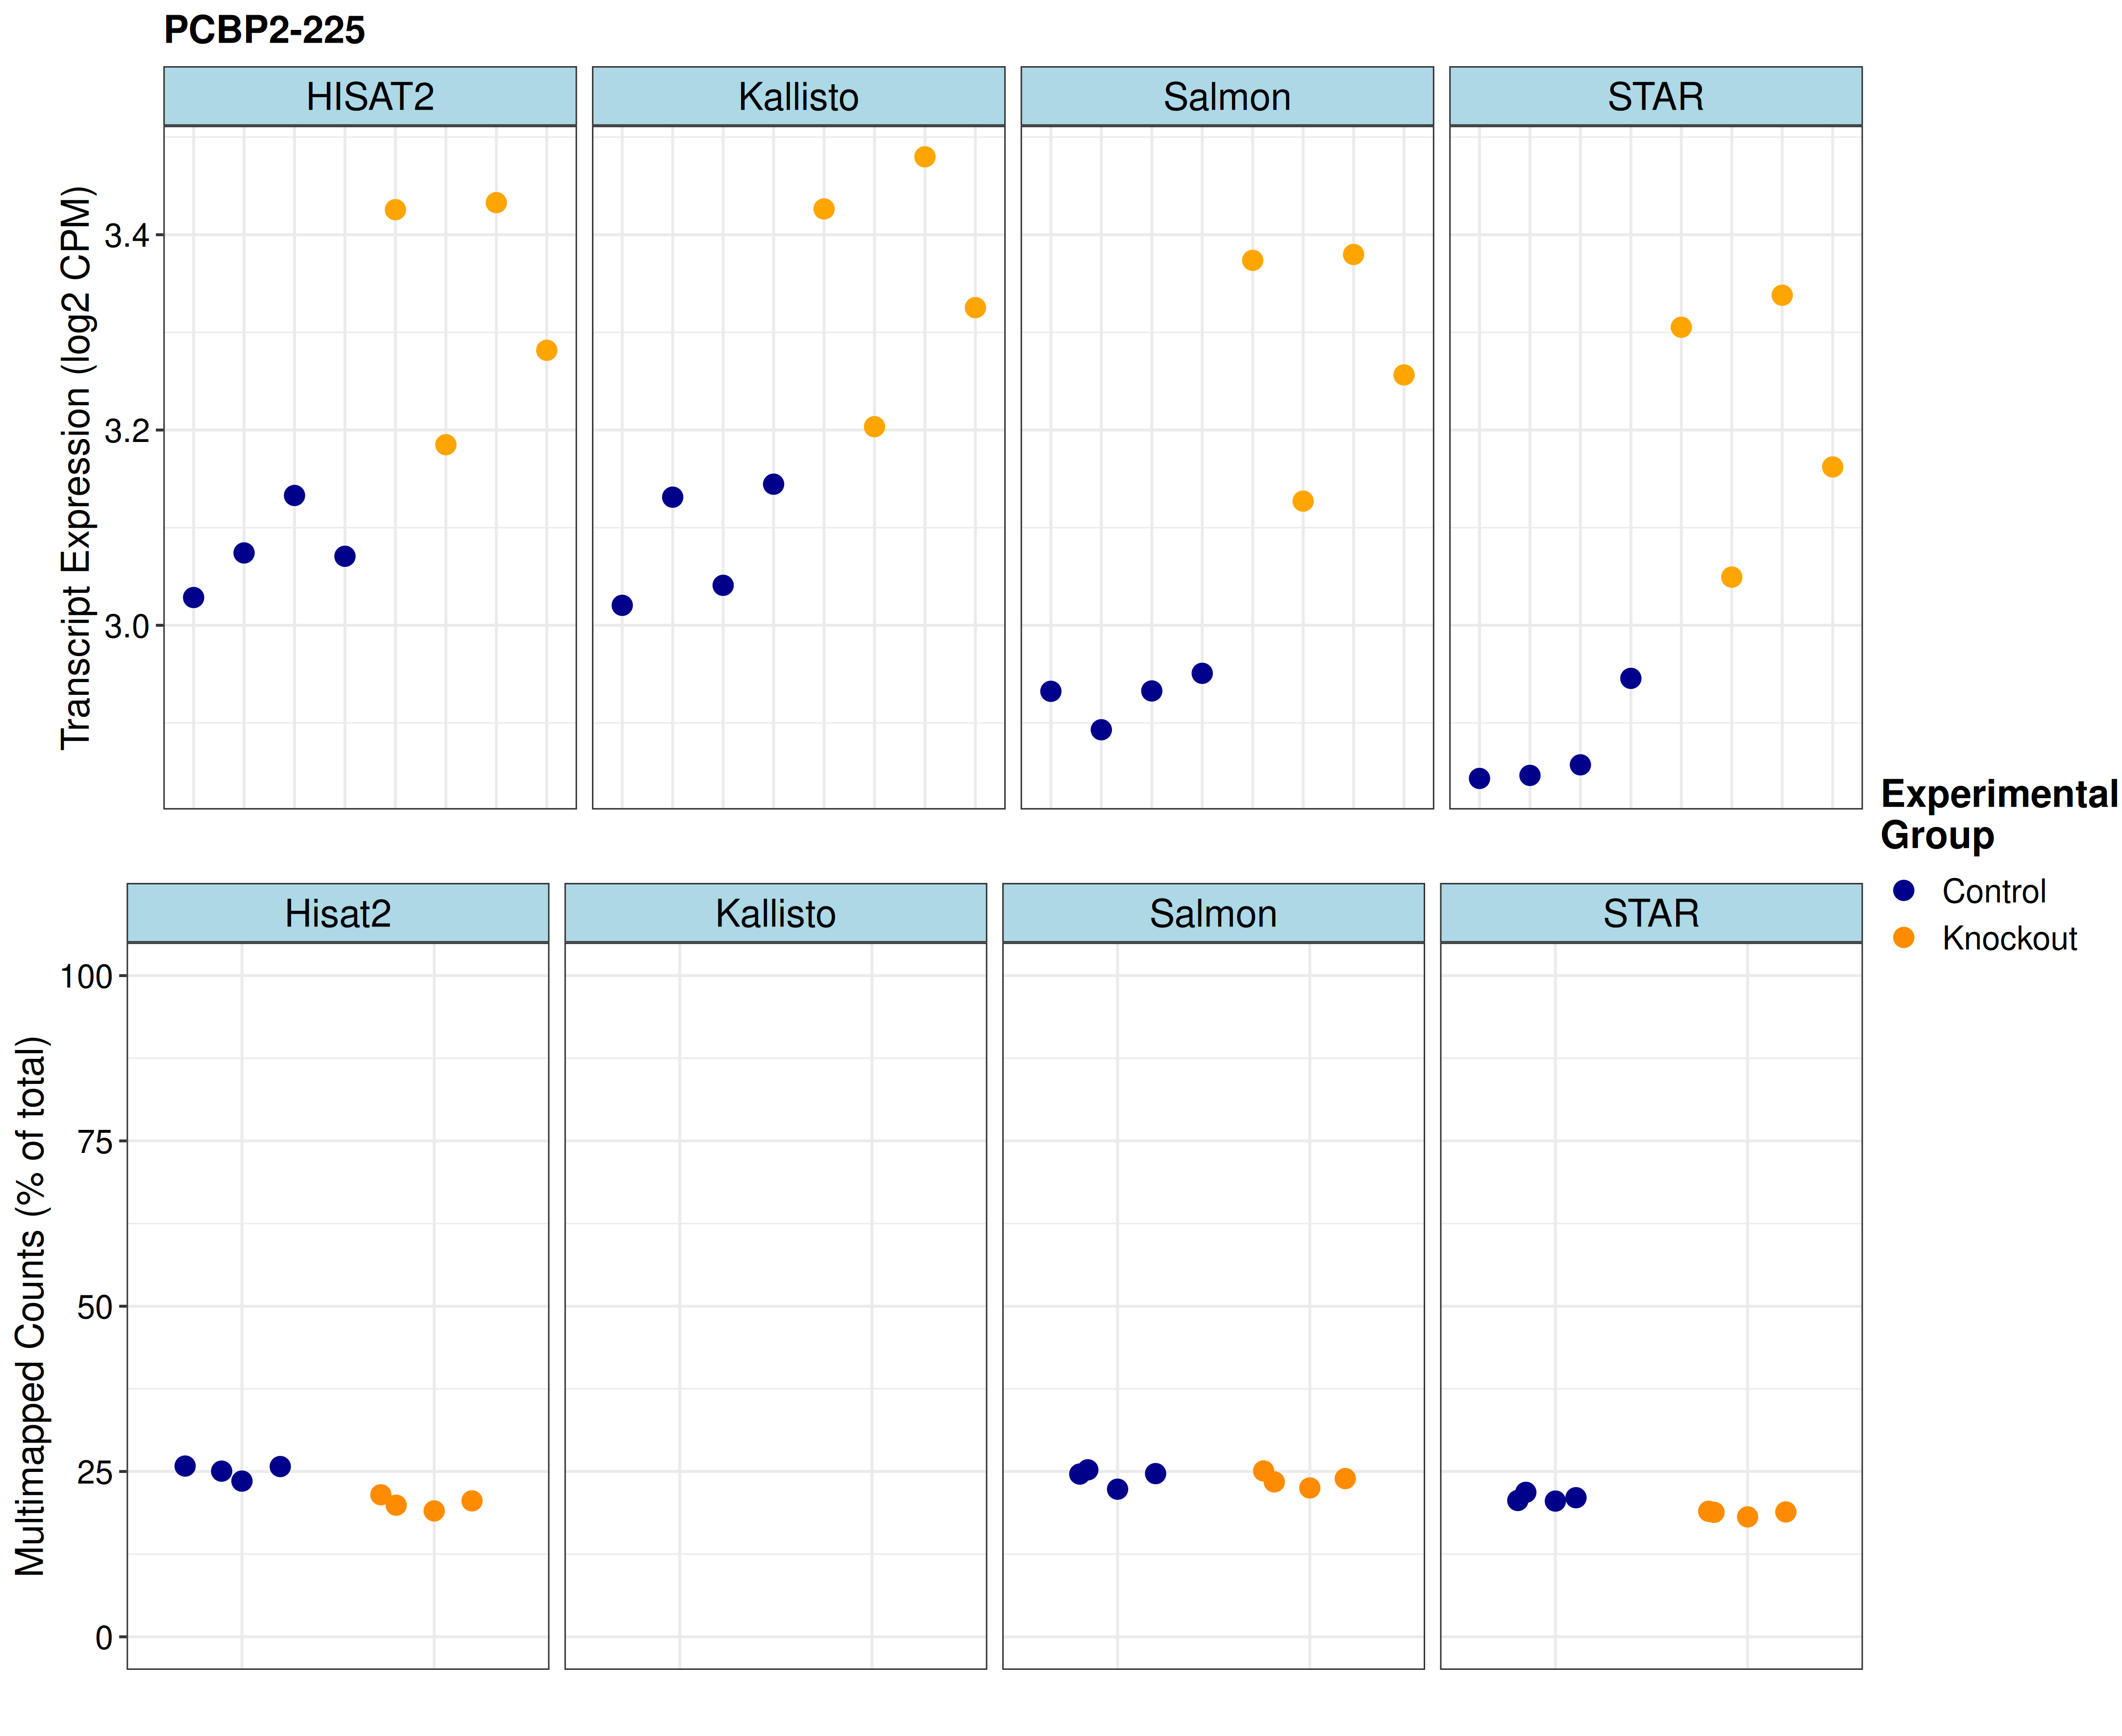 PCBP2-225
HISAT2 Kallisto Salmon STAR
Transcript Expression (log2 CPM)
3.4
3.2
3.0
Experimental
Group
Control
Knockout
Hisat2 Kallisto Salmon STAR
Multimapped Counts (% of total)
100
75
50
25
0